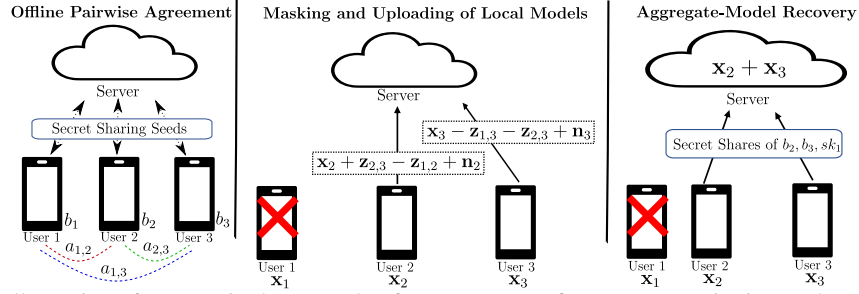 Offline Pairwise Agreement
Server
Secret Sharing Seeds
b1
b2
b3
User 1
User 2
User 3
a1,2
a2,3
a1,3
Masking and Uploading of Local Models
Server
x3 − z1,3 − z2,3 + n3
x2 + z2,3 − z1,2 + n2
User 1
x1
User 2
x2
User 3
x3
Aggregate-Model Recovery
x2 + x3
Server
Secret Shares of b2, b3, sk1
User 1
x1
User 2
x2
User 3
x3